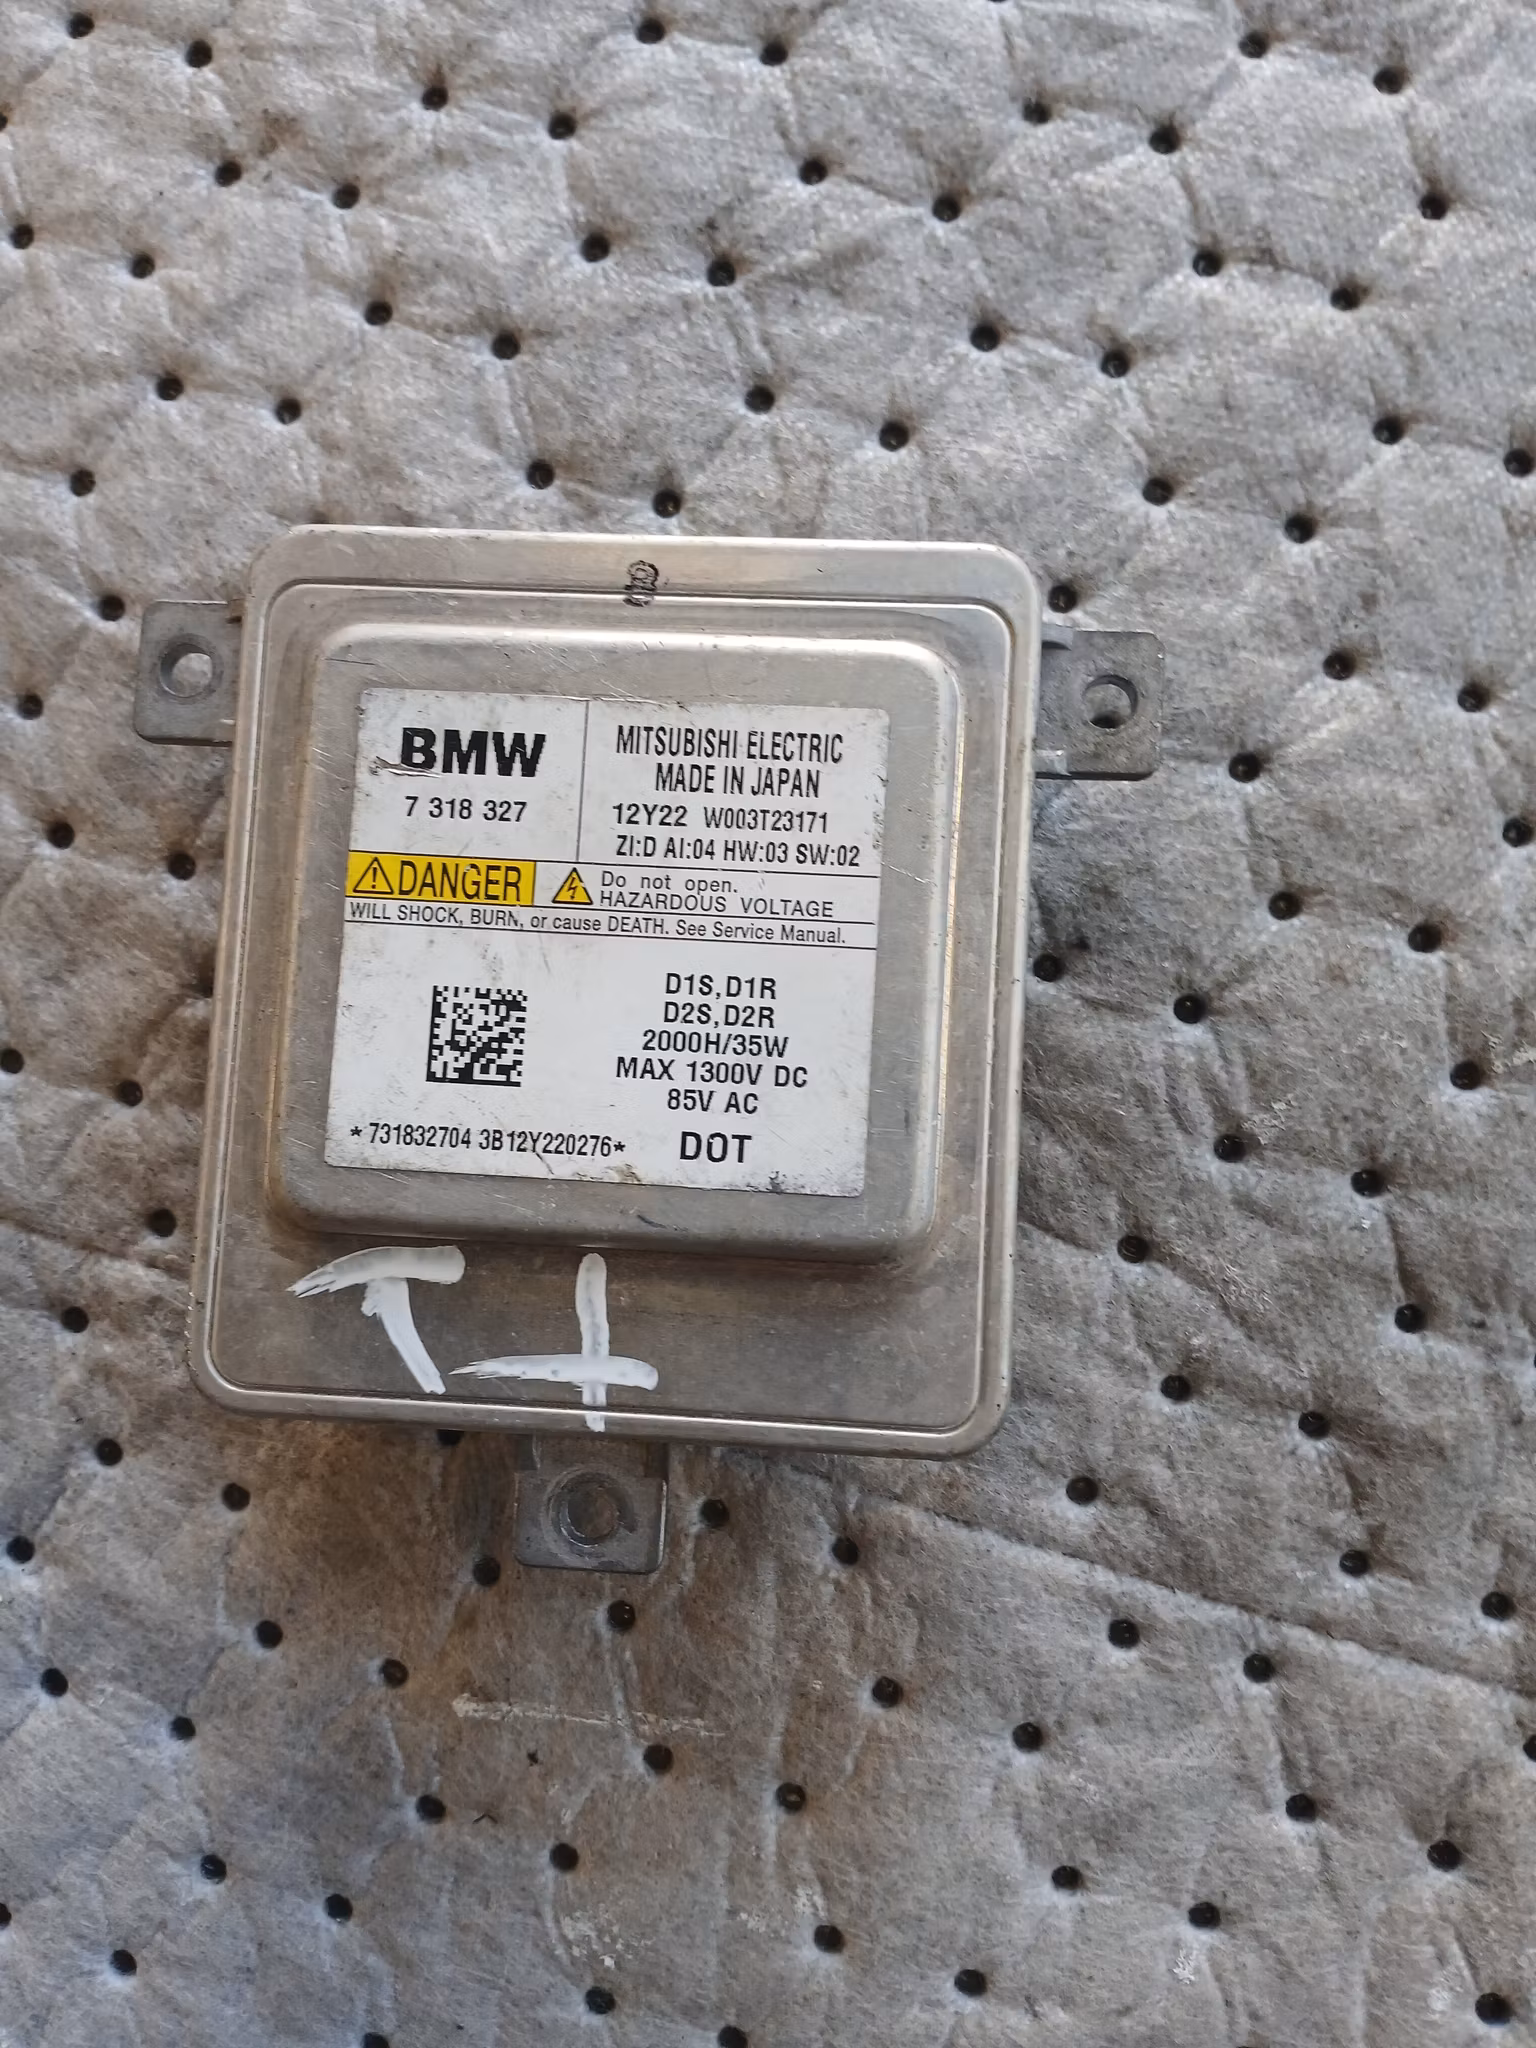 BMW
7 318 327
MITSUBISHI ELECTRIC
MADE IN JAPAN
12Y22 W003T23171
ZI:D AI:04 HW:03 SW:02
DANGER
Do not open.
HAZARDOUS VOLTAGE
WILL SHOCK, BURN, or cause DEATH. See Service Manual.
D1S,D1R
D2S,D2R
2000H/35W
MAX 1300V DC
85V AC
*731832704 3B12Y220276*
DOT